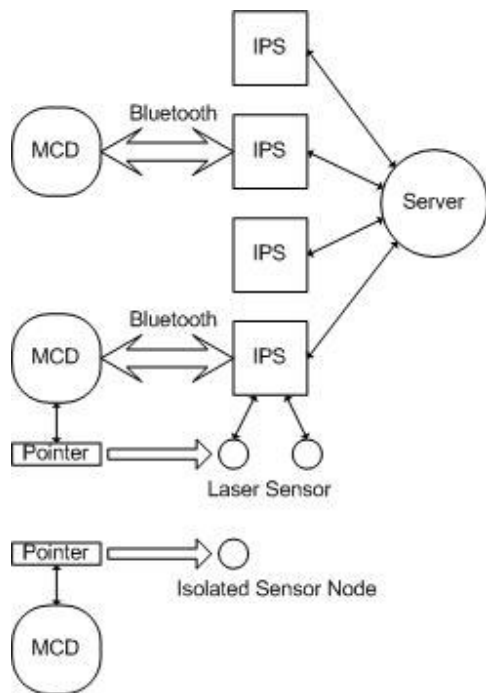 IPS
Bluetooth
MCD
IPS
Server
IPS
Bluetooth
MCD
IPS
Pointer
Laser Sensor
Pointer
Isolated Sensor Node
MCD